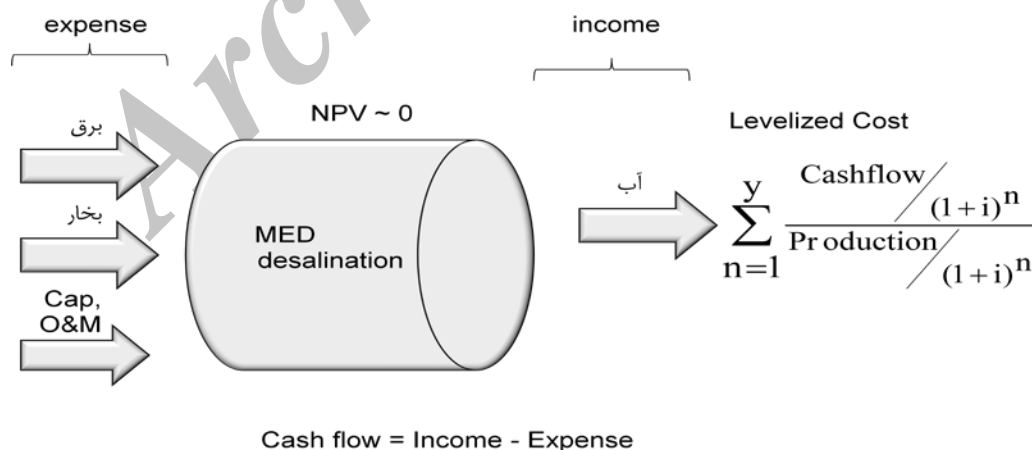 expense
income
Arc
NPV ~ 0
برق
بخار
Cap,
O&M
MED
desalination
آب
Levelized Cost
y
∑
n=1
Cashflow/(1+i)^n
Production/(1+i)^n
Cash flow = Income - Expense